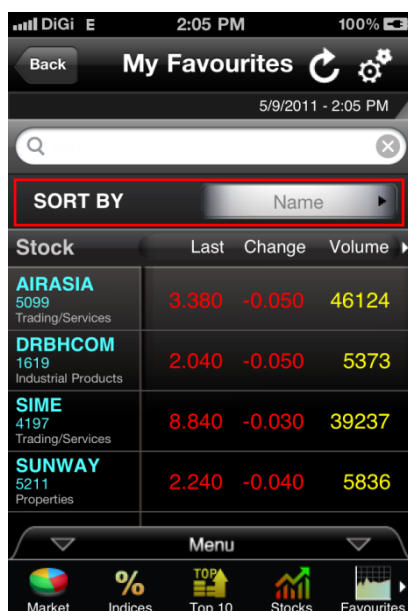 DiGi E 2:05 PM 100%
Back My Favourites
5/9/2011 - 2:05 PM
SORT BY Name
Stock Last Change Volume
AIRASIA
5099 3.380 -0.050 46124
Trading/Services
DRBHCOM
1619 2.040 -0.050 5373
Industrial Products
SIME
4197 8.840 -0.030 39237
Trading/Services
SUNWAY
5211 2.240 -0.040 5836
Properties
Menu
% TOP
Market Indices Top 10 Stocks Favourites